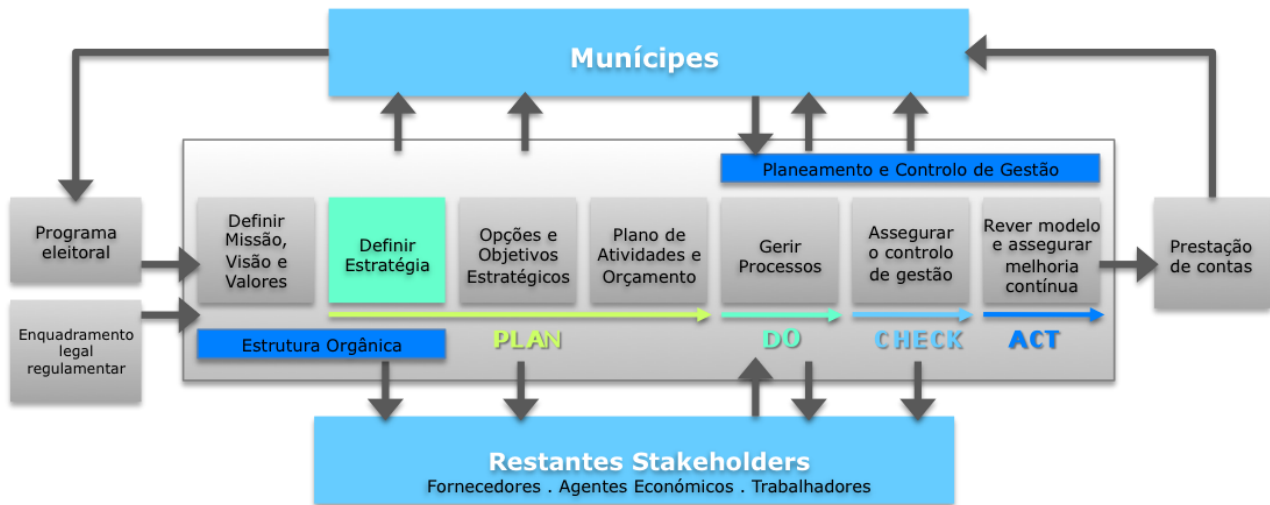 Munícipes
Planeamento e Controlo de Gestão
Programa
eleitoral
Enquadramento
legal
regulamentar
Definir
Missão,
Visão e
Valores
Definir
Estratégia
Opções e
Objetivos
Estratégicos
Plano de
Atividades e
Orçamento
Gerir
Processos
Assegurar
o controlo
de gestão
Rever modelo
e assegurar
melhoria
contínua
Prestação
de contas
Estrutura Orgânica
PLAN
DO
CHECK
ACT
Restantes Stakeholders
Fornecedores . Agentes Económicos . Trabalhadores